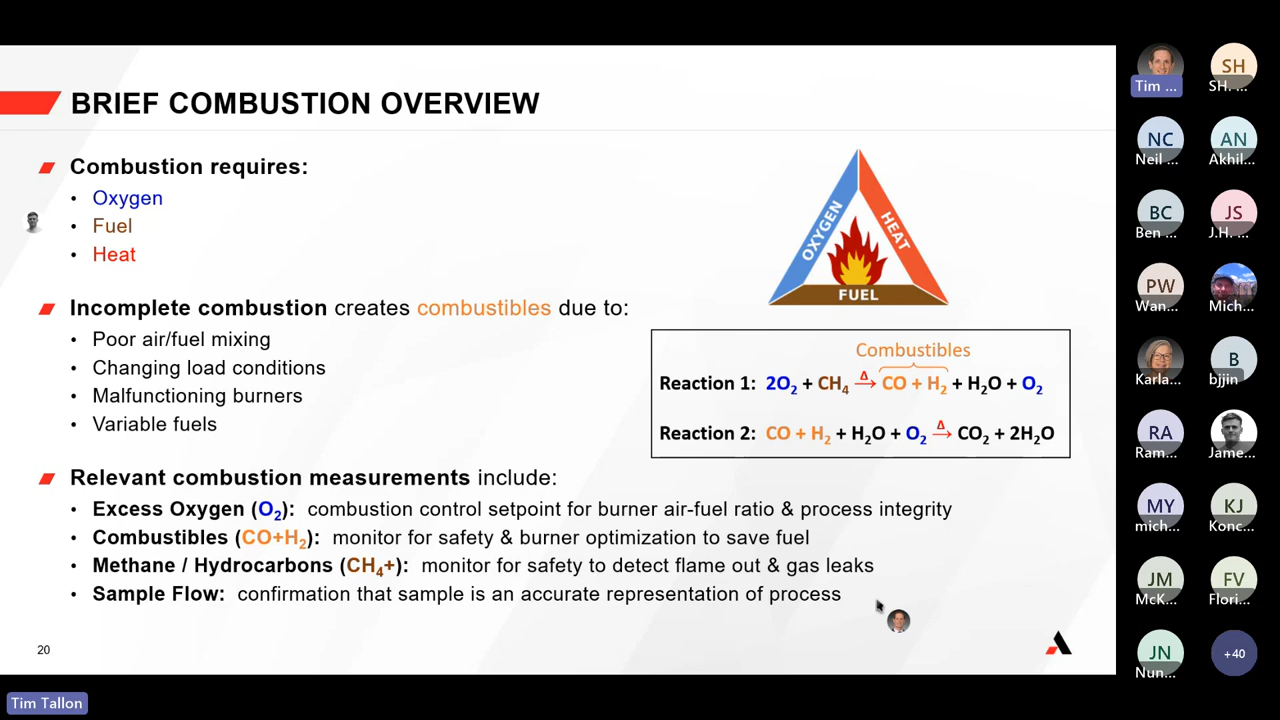 BRIEF COMBUSTION OVERVIEW
Combustion requires:
• Oxygen
• Fuel
• Heat
OXYGEN
HEAT
FUEL
Incomplete combustion creates combustibles due to:
• Poor air/fuel mixing
• Changing load conditions
• Malfunctioning burners
• Variable fuels
Combustibles
Reaction 1: 2O₂ + CH₄ →(Δ) CO + H₂ + H₂O + O₂
Reaction 2: CO + H₂ + H₂O + O₂ →(Δ) CO₂ + 2H₂O
Relevant combustion measurements include:
• Excess Oxygen (O₂): combustion control setpoint for burner air-fuel ratio & process integrity
• Combustibles (CO+H₂): monitor for safety & burner optimization to save fuel
• Methane / Hydrocarbons (CH₄+): monitor for safety to detect flame out & gas leaks
• Sample Flow: confirmation that sample is an accurate representation of process
20
Tim Tallon
Tim ...
SH
SH. ...
NC
Neil ...
AN
Akhil...
BC
Ben ...
JS
J.H. ...
PW
Wan...
Mich...
Karla...
B
bjjin
RA
Ram...
Jame...
MY
mich...
KJ
Konc...
JM
McK...
FV
Flori...
JN
Nun...
+40